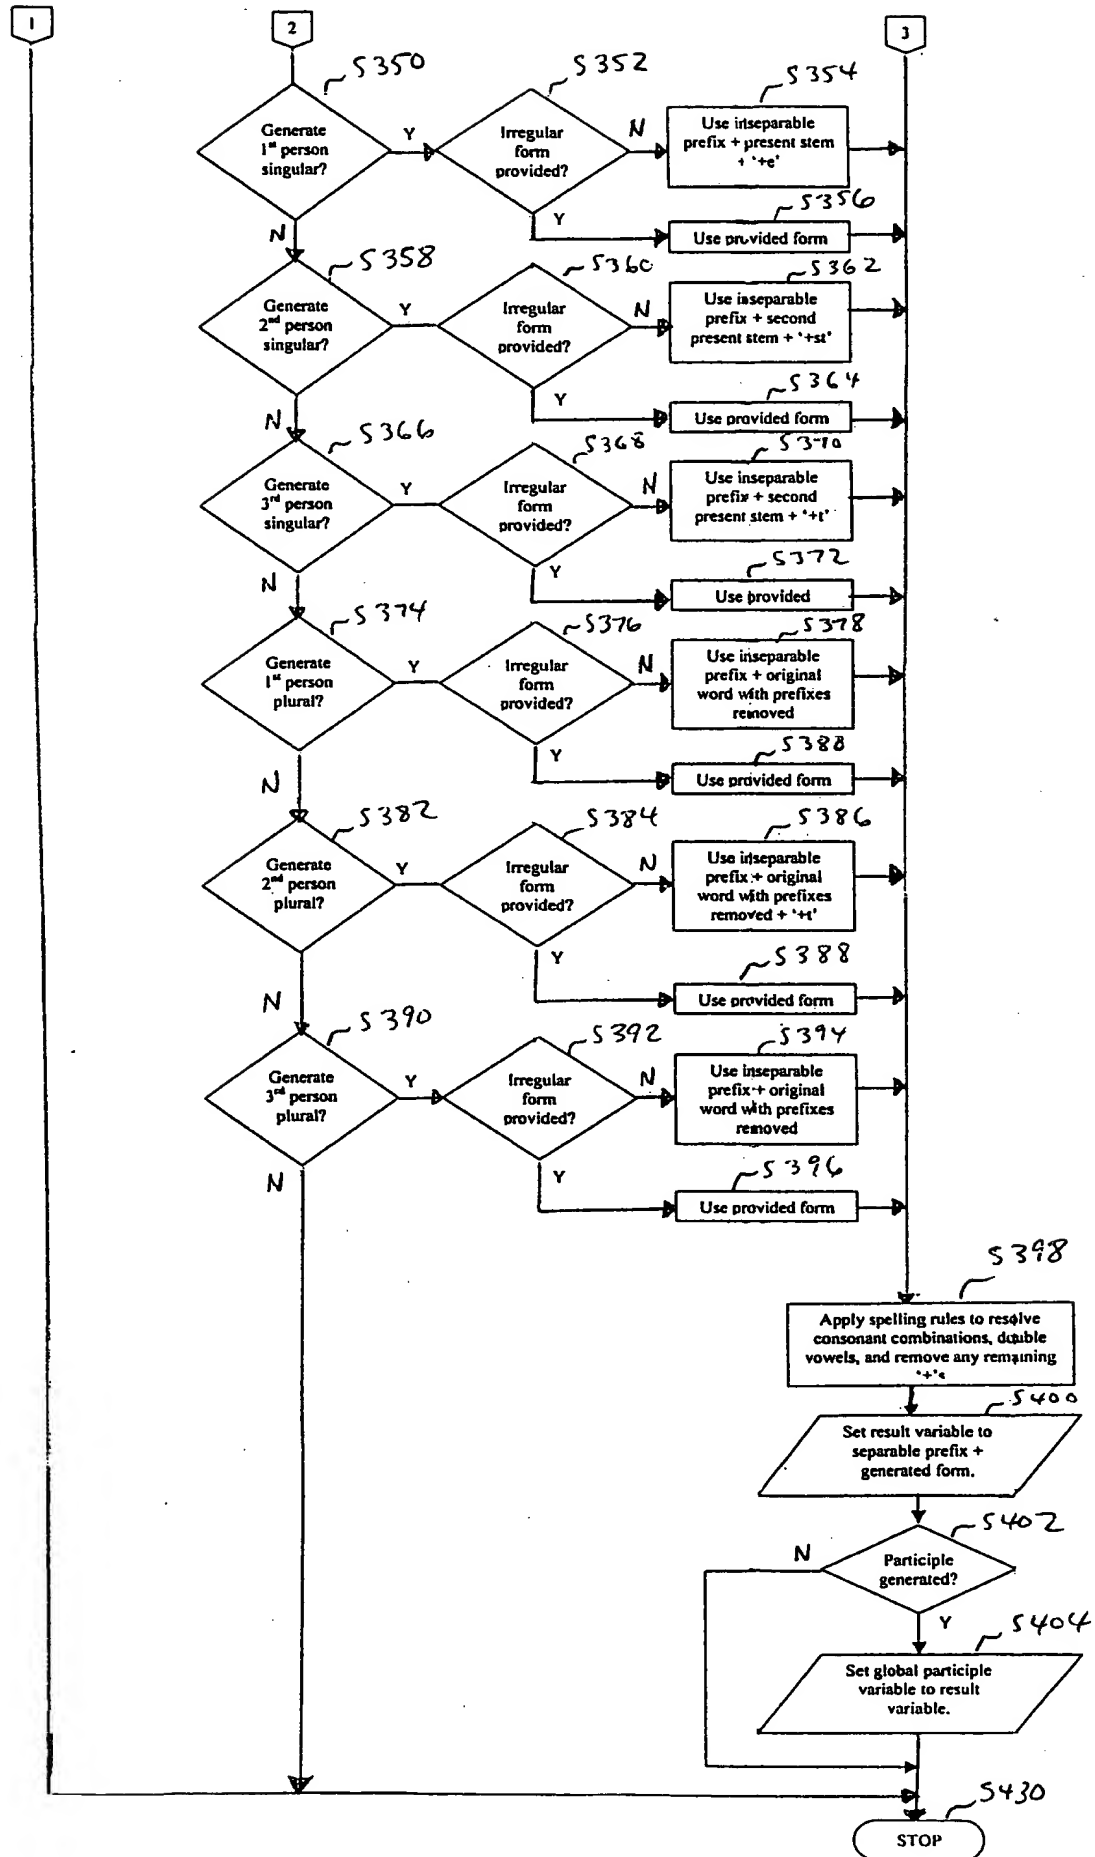 1
2
3
S350
S352
S354
Generate
1st person
singular?
Y
Irregular
form
provided?
N
Use inseparable
prefix + present stem
+ '+e'
Y
S356
Use provided form
N
S358
S360
S362
Generate
2nd person
singular?
Y
Irregular
form
provided?
N
Use inseparable
prefix + second
present stem + '+st'
Y
S364
Use provided form
N
S366
S368
S370
Generate
3rd person
singular?
Y
Irregular
form
provided?
N
Use inseparable
prefix + second
present stem + '+t'
Y
S372
Use provided
N
S374
S376
S378
Generate
1st person
plural?
Y
Irregular
form
provided?
N
Use inseparable
prefix + original
word with prefixes
removed
Y
S380
Use provided form
N
S382
S384
S386
Generate
2nd person
plural?
Y
Irregular
form
provided?
N
Use inseparable
prefix + original
word with prefixes
removed + '+t'
Y
S388
Use provided form
N
S390
S392
S394
Generate
3rd person
plural?
Y
Irregular
form
provided?
N
Use inseparable
prefix + original
word with prefixes
removed
Y
S396
Use provided form
N
S398
Apply spelling rules to resolve
consonant combinations, double
vowels, and remove any remaining
'+'s
S400
Set result variable to
separable prefix +
generated form.
S402
N
Participle
generated?
Y
S404
Set global participle
variable to result
variable.
S430
STOP